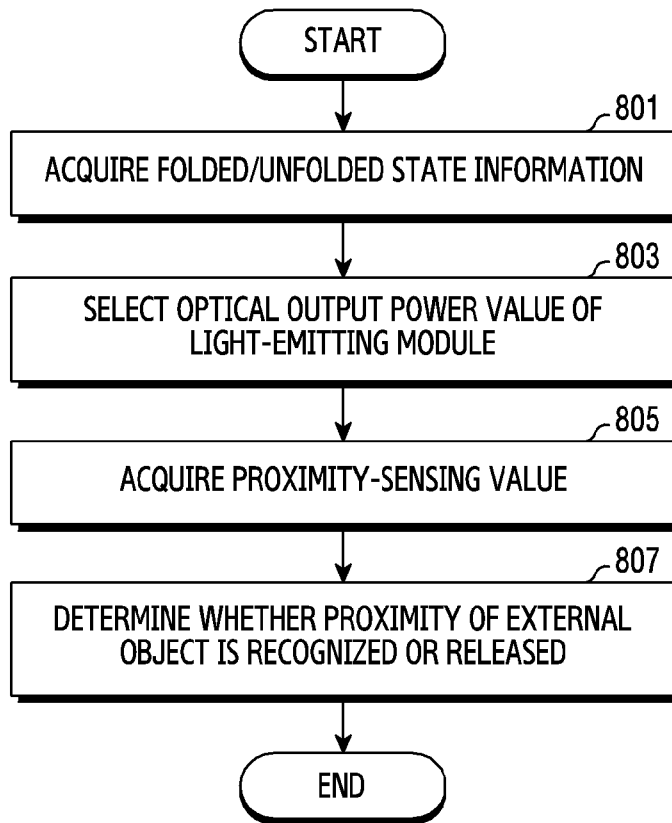 START
801
ACQUIRE FOLDED/UNFOLDED STATE INFORMATION
803
SELECT OPTICAL OUTPUT POWER VALUE OF
LIGHT-EMITTING MODULE
805
ACQUIRE PROXIMITY-SENSING VALUE
807
DETERMINE WHETHER PROXIMITY OF EXTERNAL
OBJECT IS RECOGNIZED OR RELEASED
END